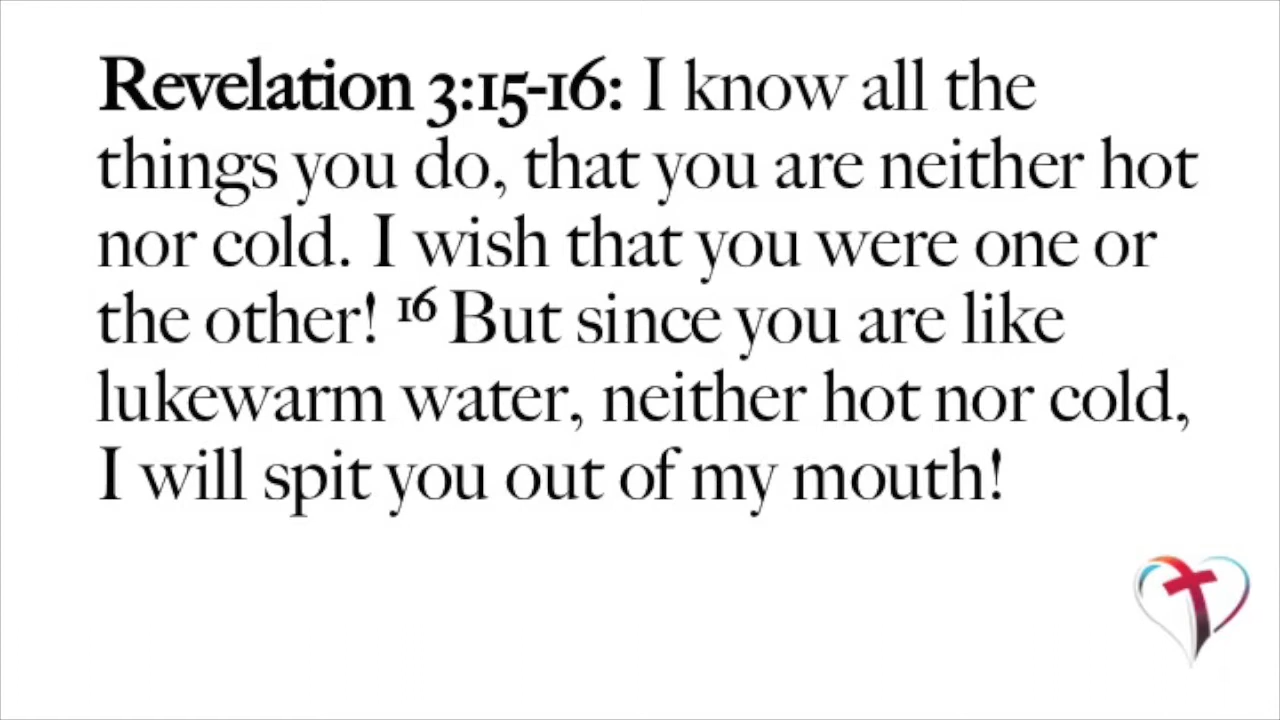 Revelation 3:15-16: I know all the
things you do, that you are neither hot
nor cold. I wish that you were one or
the other! ¹⁶ But since you are like
lukewarm water, neither hot nor cold,
I will spit you out of my mouth!